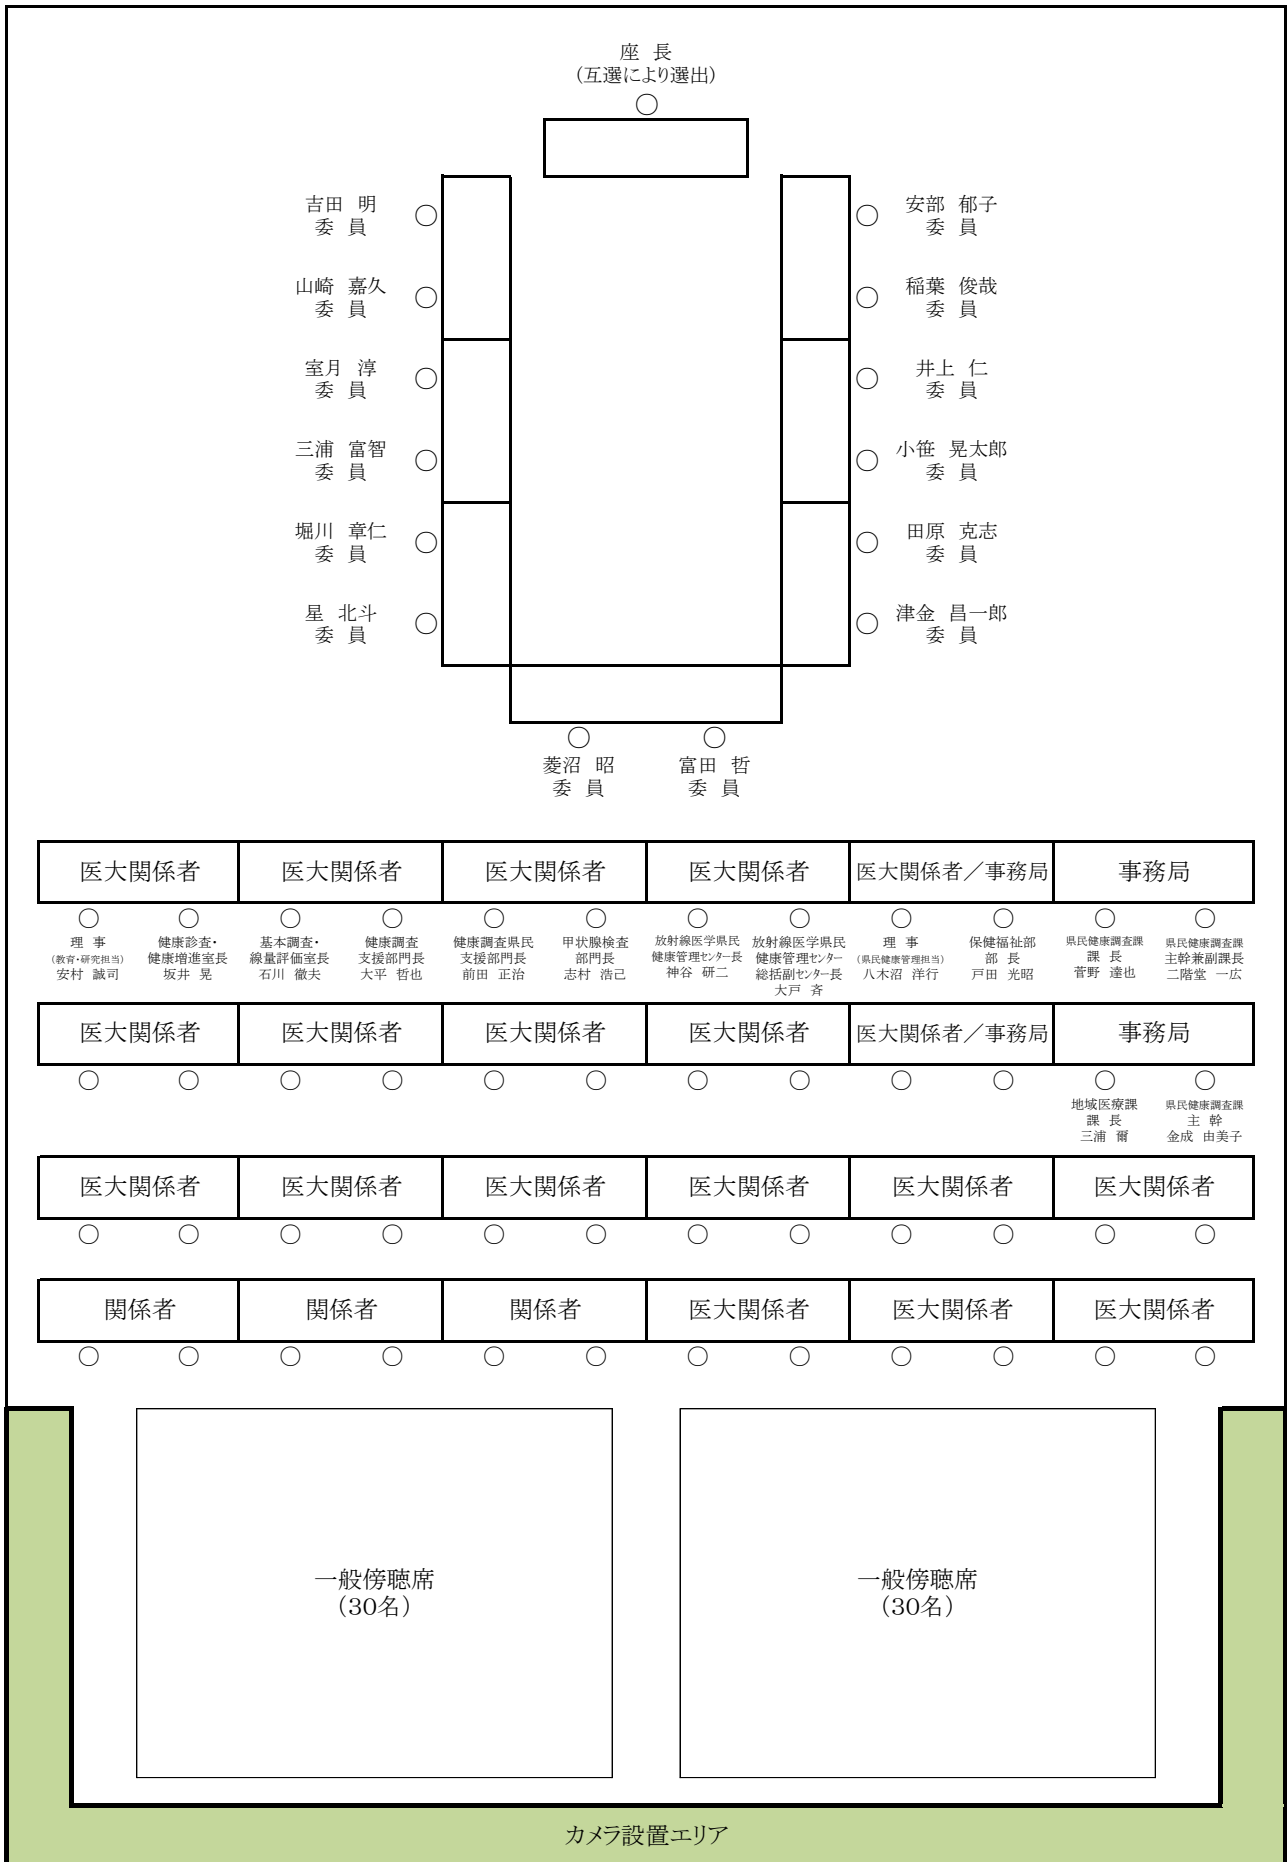 座 長
(互選により選出)
吉田 明
委 員
安部 郁子
委 員
山崎 嘉久
委 員
稲葉 俊哉
委 員
室月 淳
委 員
井上 仁
委 員
三浦 富智
委 員
小笹 晃太郎
委 員
堀川 章仁
委 員
田原 克志
委 員
星 北斗
委 員
津金 昌一郎
委 員
菱沼 昭
委 員
富田 哲
委 員
医大関係者 医大関係者 医大関係者 医大関係者 医大関係者／事務局 事務局
理 事
(教育・研究担当)
安村 誠司
健康診査・
健康増進室長
坂井 晃
基本調査・
線量評価室長
石川 徹夫
健康調査
支援部門長
大平 哲也
健康調査県民
支援部門長
前田 正治
甲状腺検査
部門長
志村 浩己
放射線医学県民
健康管理センター長
神谷 研二
放射線医学県民
健康管理センター
総括副センター長
大戸 斉
理 事
(県民健康管理担当)
八木沼 洋行
保健福祉部
部 長
戸田 光昭
県民健康調査課
課 長
菅野 達也
県民健康調査課
主幹兼副課長
二階堂 一広
医大関係者 医大関係者 医大関係者 医大関係者 医大関係者／事務局 事務局
地域医療課
課 長
三浦 爾
県民健康調査課
主 幹
金成 由美子
医大関係者 医大関係者 医大関係者 医大関係者 医大関係者 医大関係者
関係者 関係者 関係者 医大関係者 医大関係者 医大関係者
一般傍聴席
(30名)
一般傍聴席
(30名)
カメラ設置エリア